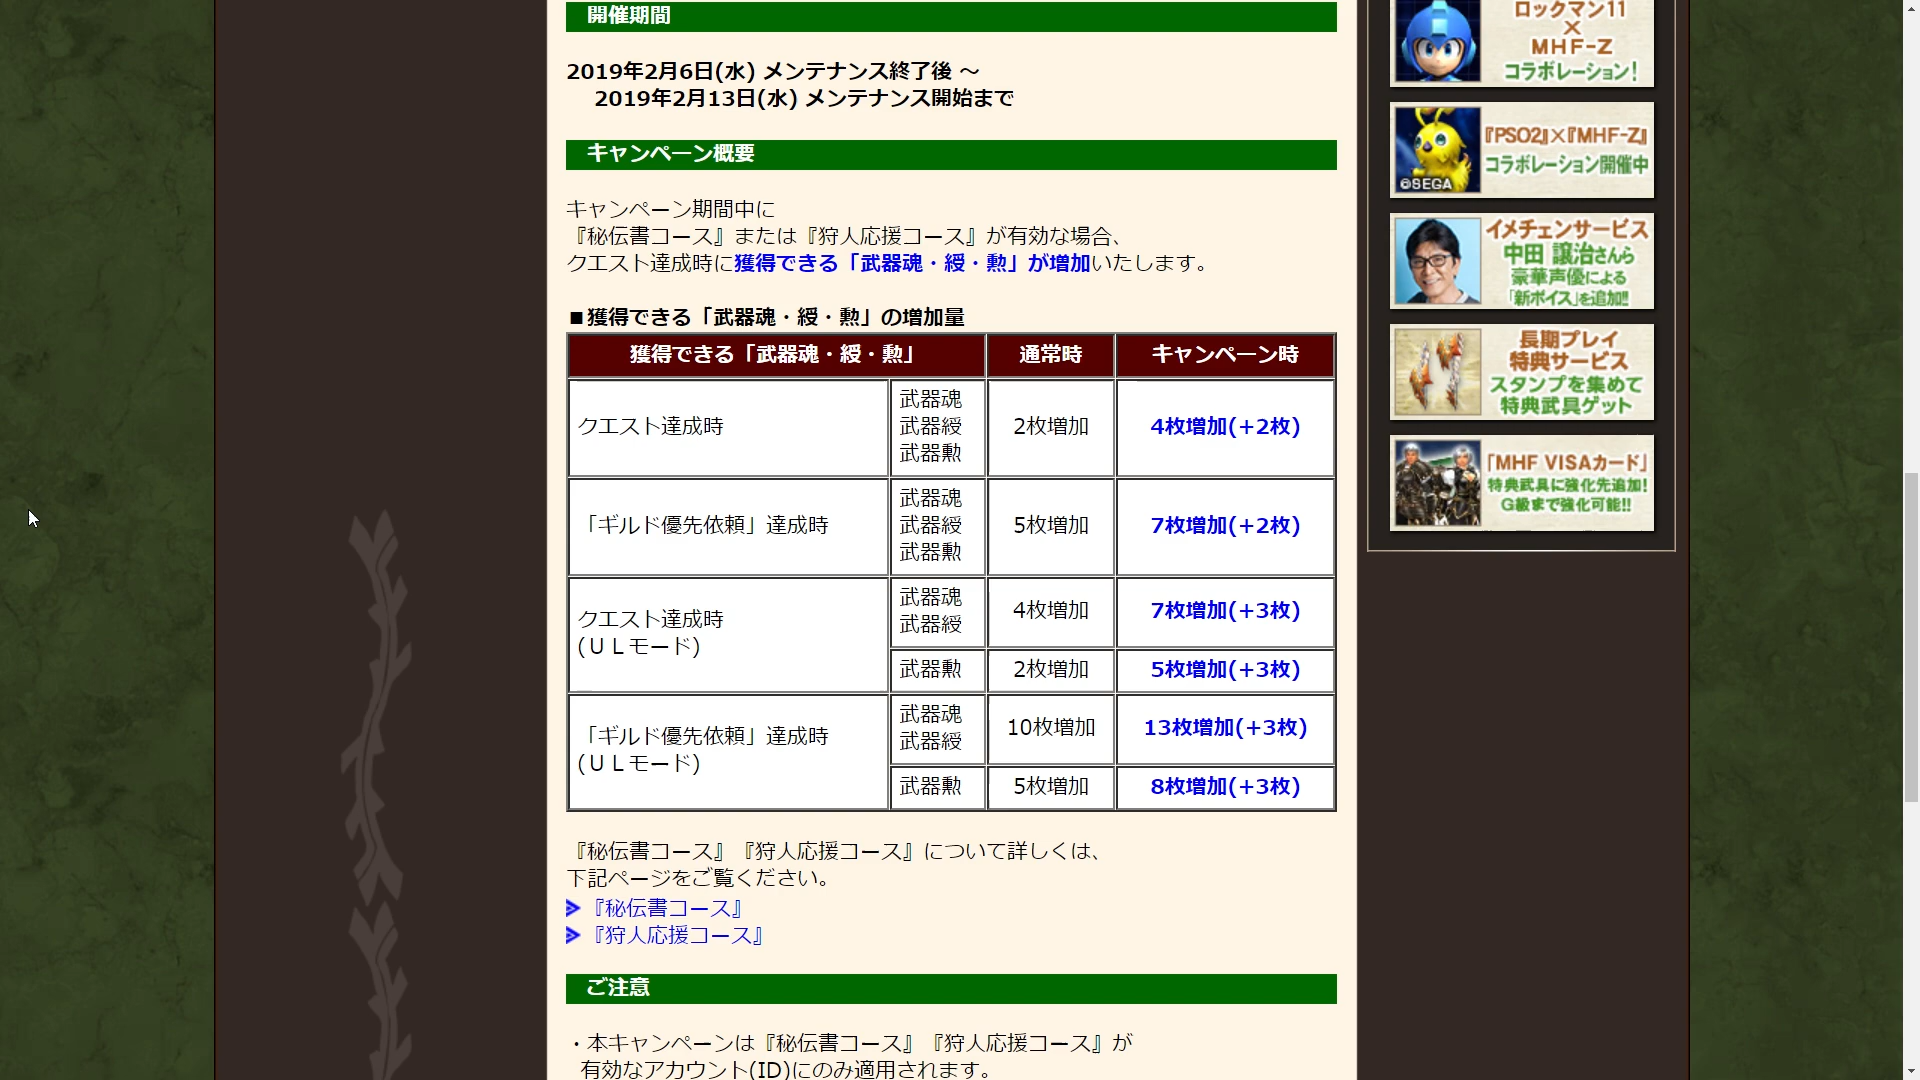 開催期間
2019年2月6日(水) メンテナンス終了後 ～
2019年2月13日(水) メンテナンス開始まで
キャンペーン概要
キャンペーン期間中に
『秘伝書コース』または『狩人応援コース』が有効な場合、
クエスト達成時に獲得できる「武器魂・綬・勲」が増加いたします。
■獲得できる「武器魂・綬・勲」の増加量
獲得できる「武器魂・綬・勲」 通常時 キャンペーン時
クエスト達成時
武器魂
武器綬
武器勲
2枚増加
4枚増加(+2枚)
「ギルド優先依頼」達成時
武器魂
武器綬
武器勲
5枚増加
7枚増加(+2枚)
クエスト達成時
(ＵＬモード)
武器魂
武器綬
4枚増加
7枚増加(+3枚)
武器勲
2枚増加
5枚増加(+3枚)
「ギルド優先依頼」達成時
(ＵＬモード)
武器魂
武器綬
10枚増加
13枚増加(+3枚)
武器勲
5枚増加
8枚増加(+3枚)
『秘伝書コース』『狩人応援コース』について詳しくは、
下記ページをご覧ください。
『秘伝書コース』
『狩人応援コース』
ご注意
・本キャンペーンは『秘伝書コース』『狩人応援コース』が
有効なアカウント(ID)にのみ適用されます。
ロックマン11
×
MHF-Z
コラボレーション！
『PSO2』×『MHF-Z』
コラボレーション開催中
©SEGA
イメチェンサービス
中田 譲治さんら
豪華声優による
「新ボイス」を追加!!
長期プレイ
特典サービス
スタンプを集めて
特典武具ゲット
「MHF VISAカード」
特典武具に強化先追加！
G級まで強化可能!!